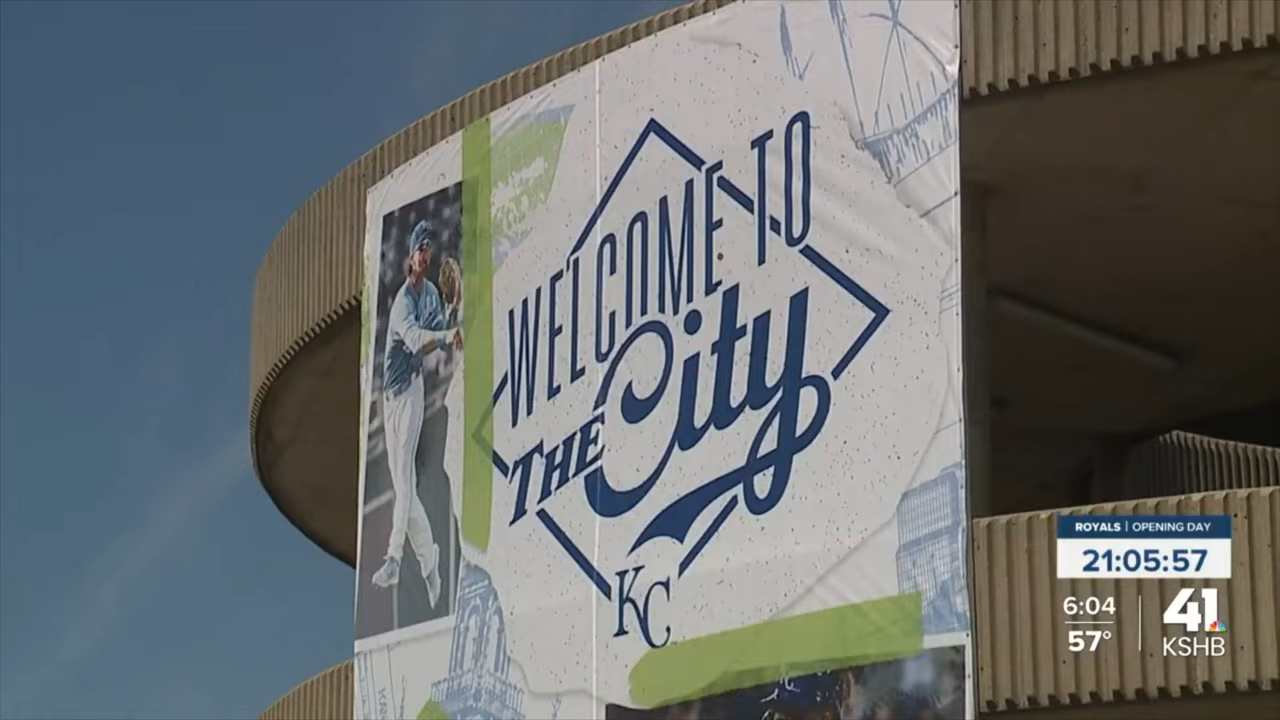 WELCOME TO
THE City
KC
ROYALS | OPENING DAY
21:05:57
6:04
57°
41
KSHB